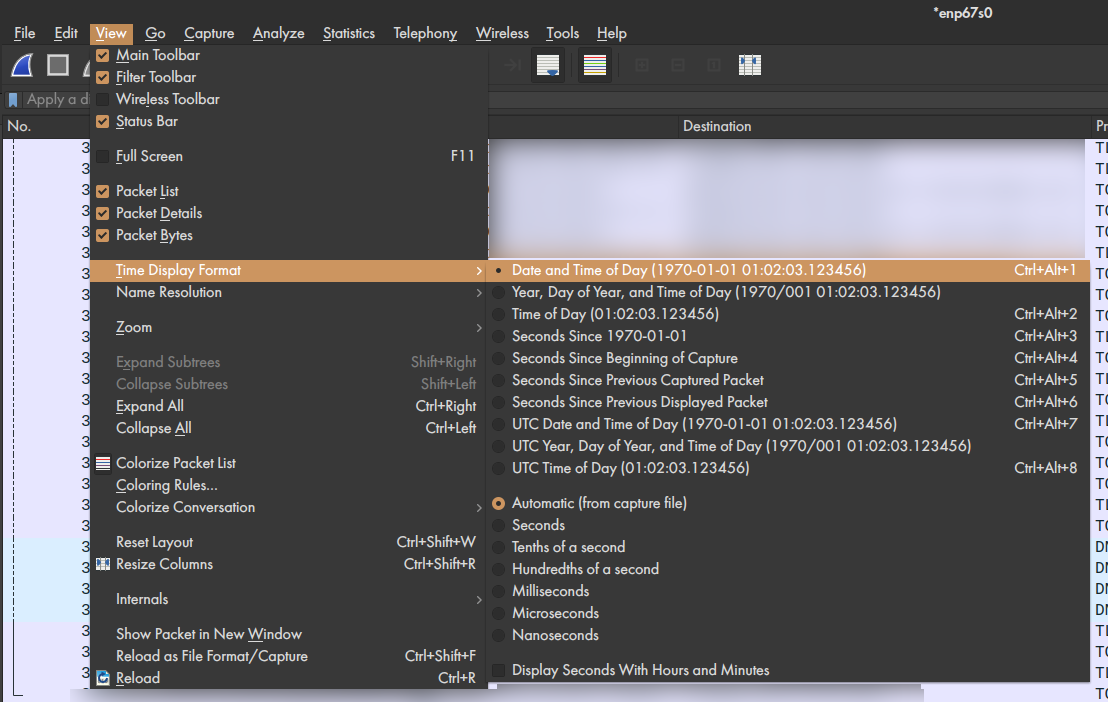 *enp67s0
File Edit View Go Capture Analyze Statistics Telephony Wireless Tools Help
Main Toolbar
Filter Toolbar
Apply a d
Wireless Toolbar
No.
Status Bar
Destination
Full Screen F11
Packet List
Packet Details
Packet Bytes
Time Display Format
Name Resolution
Zoom
Expand Subtrees Shift+Right
Collapse Subtrees Shift+Left
Expand All Ctrl+Right
Collapse All Ctrl+Left
Colorize Packet List
Coloring Rules...
Colorize Conversation
Reset Layout Ctrl+Shift+W
Resize Columns Ctrl+Shift+R
Internals
Show Packet in New Window
Reload as File Format/Capture Ctrl+Shift+F
Reload Ctrl+R
Date and Time of Day (1970-01-01 01:02:03.123456) Ctrl+Alt+1
Year, Day of Year, and Time of Day (1970/001 01:02:03.123456)
Time of Day (01:02:03.123456) Ctrl+Alt+2
Seconds Since 1970-01-01 Ctrl+Alt+3
Seconds Since Beginning of Capture Ctrl+Alt+4
Seconds Since Previous Captured Packet Ctrl+Alt+5
Seconds Since Previous Displayed Packet Ctrl+Alt+6
UTC Date and Time of Day (1970-01-01 01:02:03.123456) Ctrl+Alt+7
UTC Year, Day of Year, and Time of Day (1970/001 01:02:03.123456)
UTC Time of Day (01:02:03.123456) Ctrl+Alt+8
Automatic (from capture file)
Seconds
Tenths of a second
Hundredths of a second
Milliseconds
Microseconds
Nanoseconds
Display Seconds With Hours and Minutes